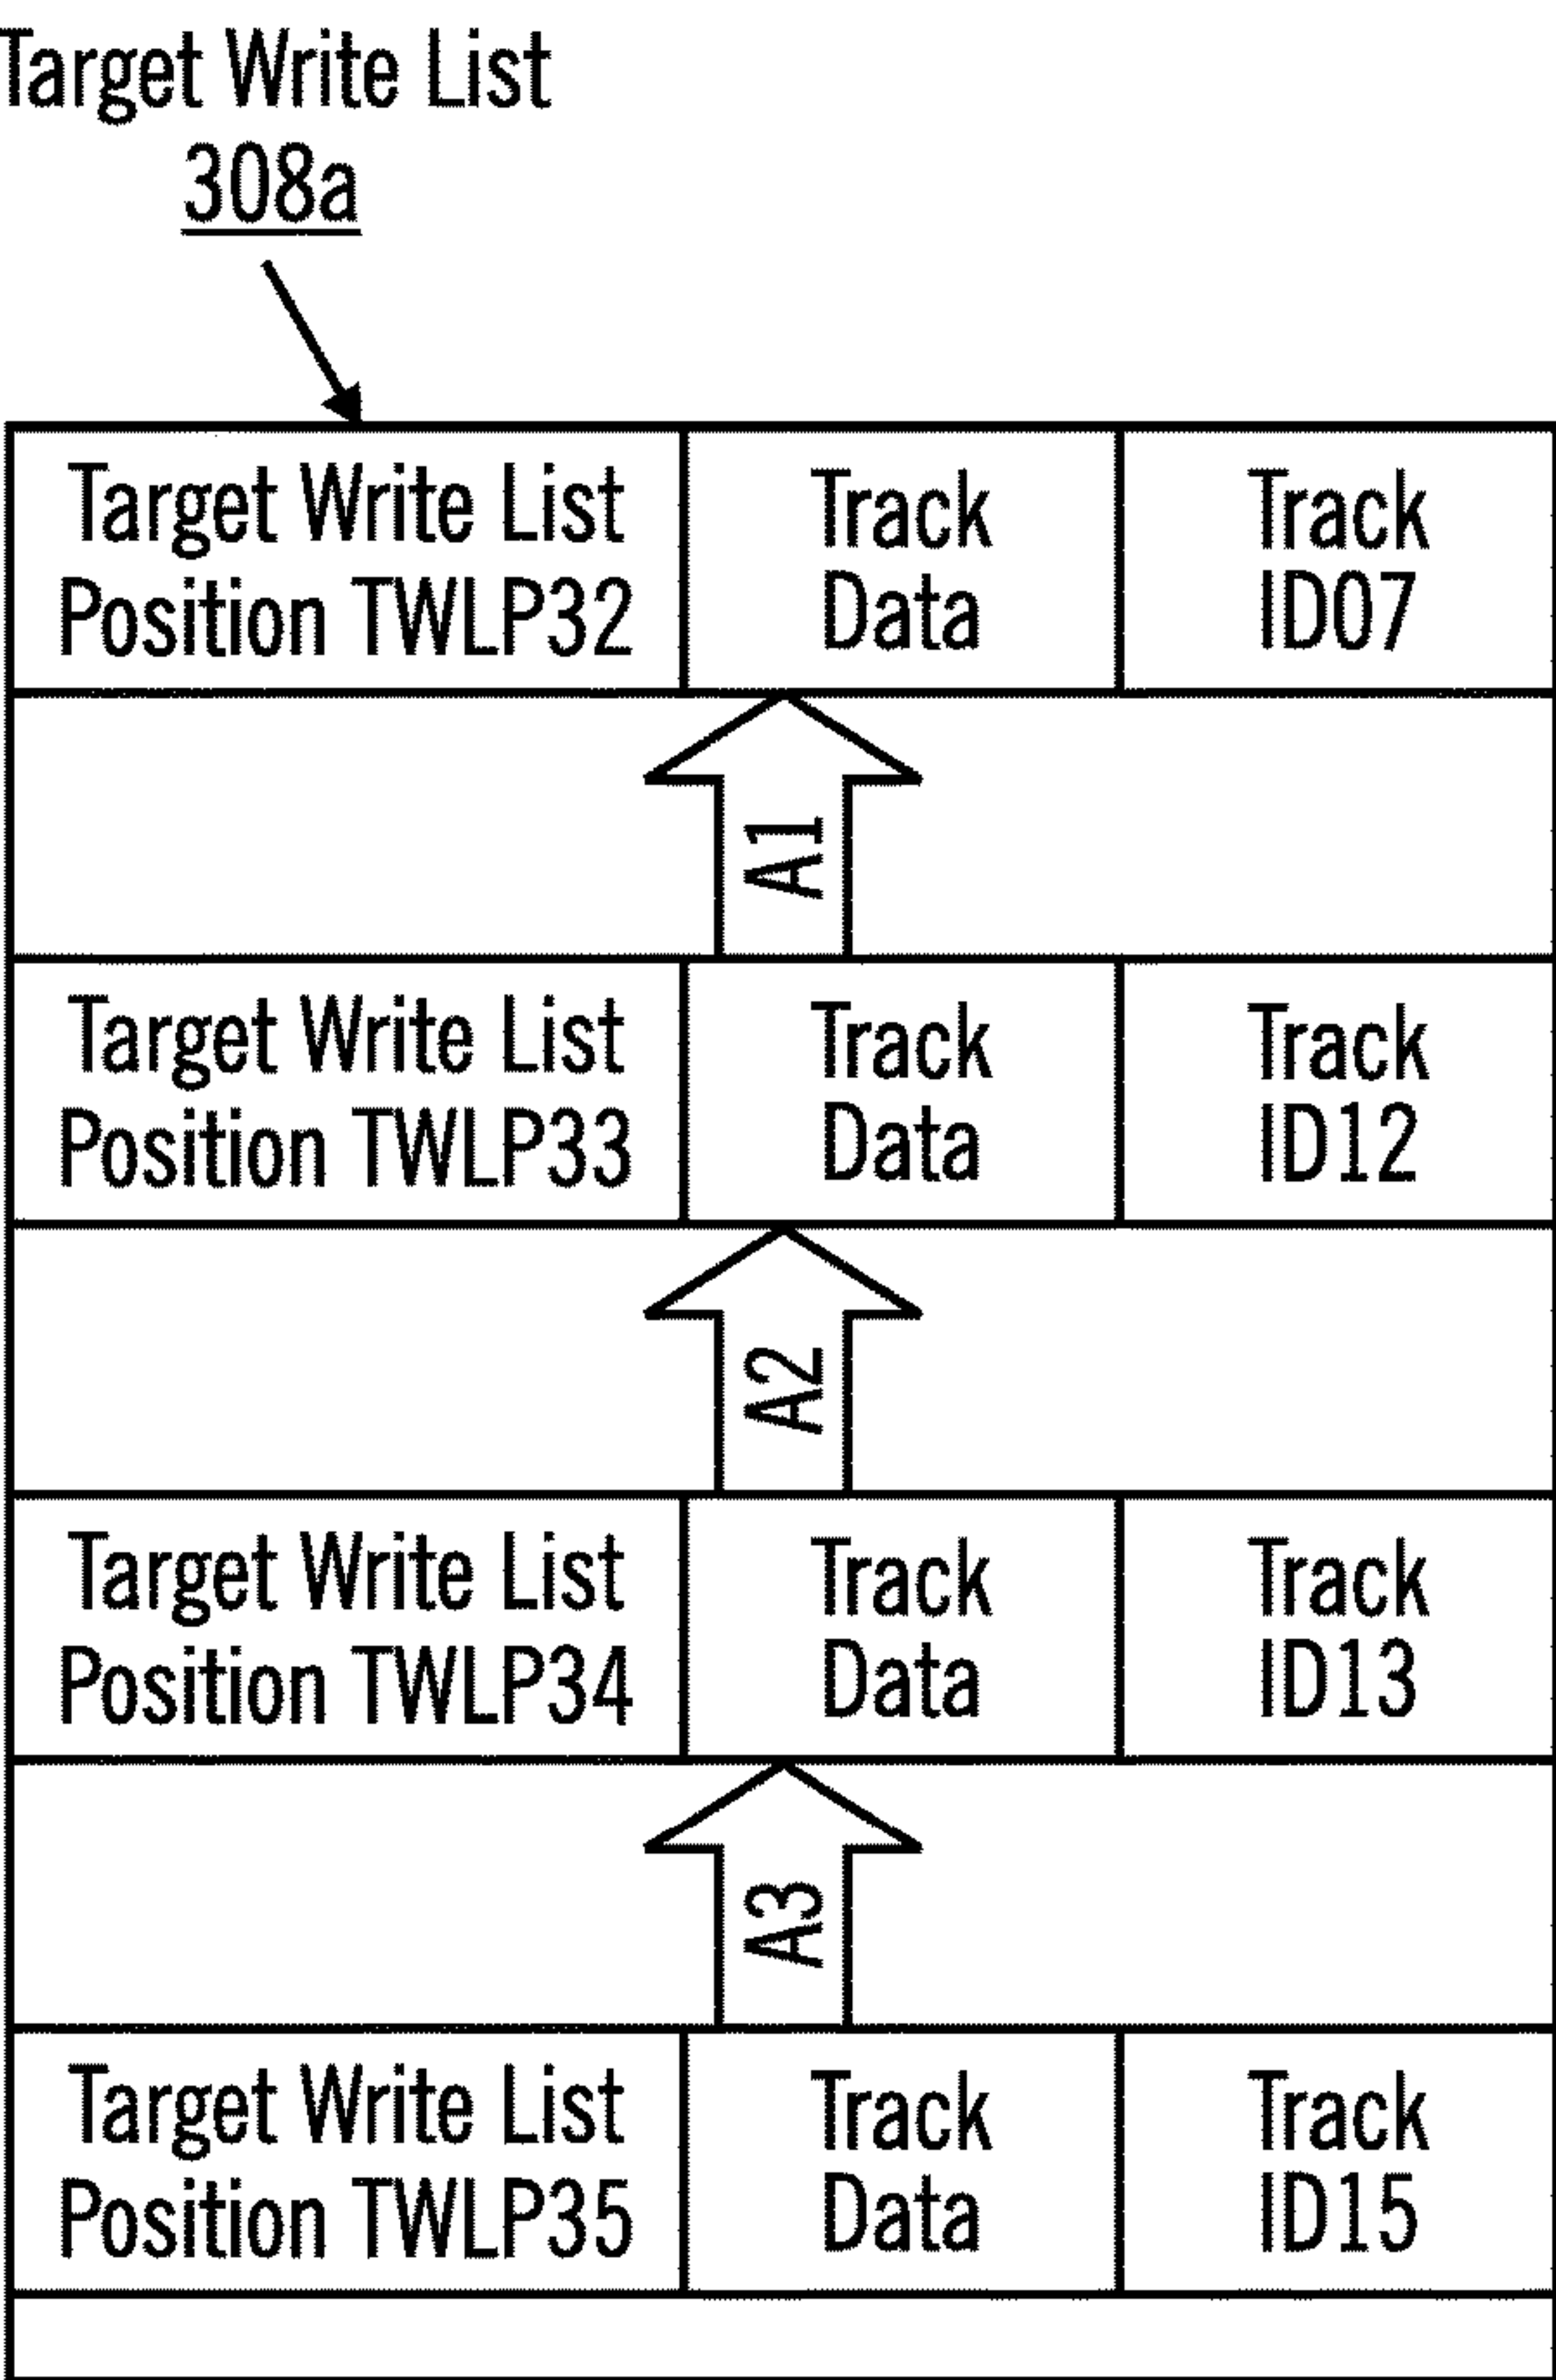 Target Write List
308a
Target Write List Track Track
Position TWLP32 Data ID07
A1
Target Write List Track Track
Position TWLP33 Data ID12
A2
Target Write List Track Track
Position TWLP34 Data ID13
A3
Target Write List Track Track
Position TWLP35 Data ID15